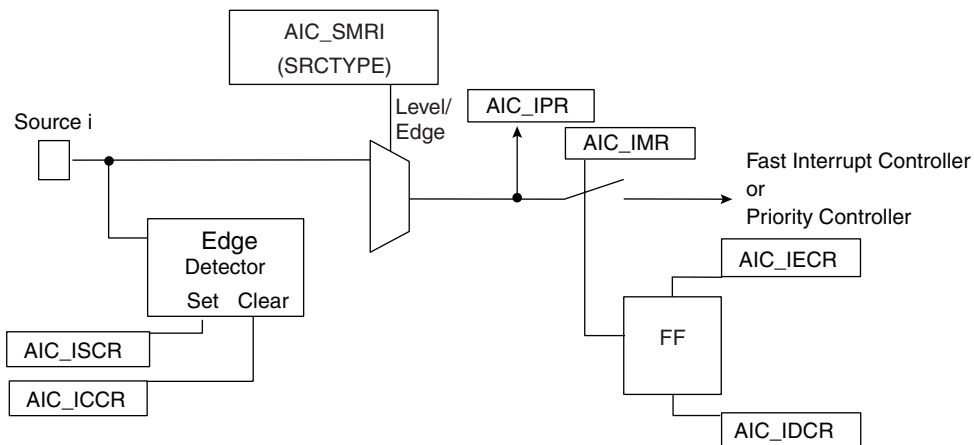 AIC_SMRI
(SRCTYPE)
Level/
Edge
Source i
AIC_IPR
AIC_IMR
Fast Interrupt Controller
or
Priority Controller
Edge
Detector
Set Clear
AIC_IECR
FF
AIC_ISCR
AIC_ICCR
AIC_IDCR